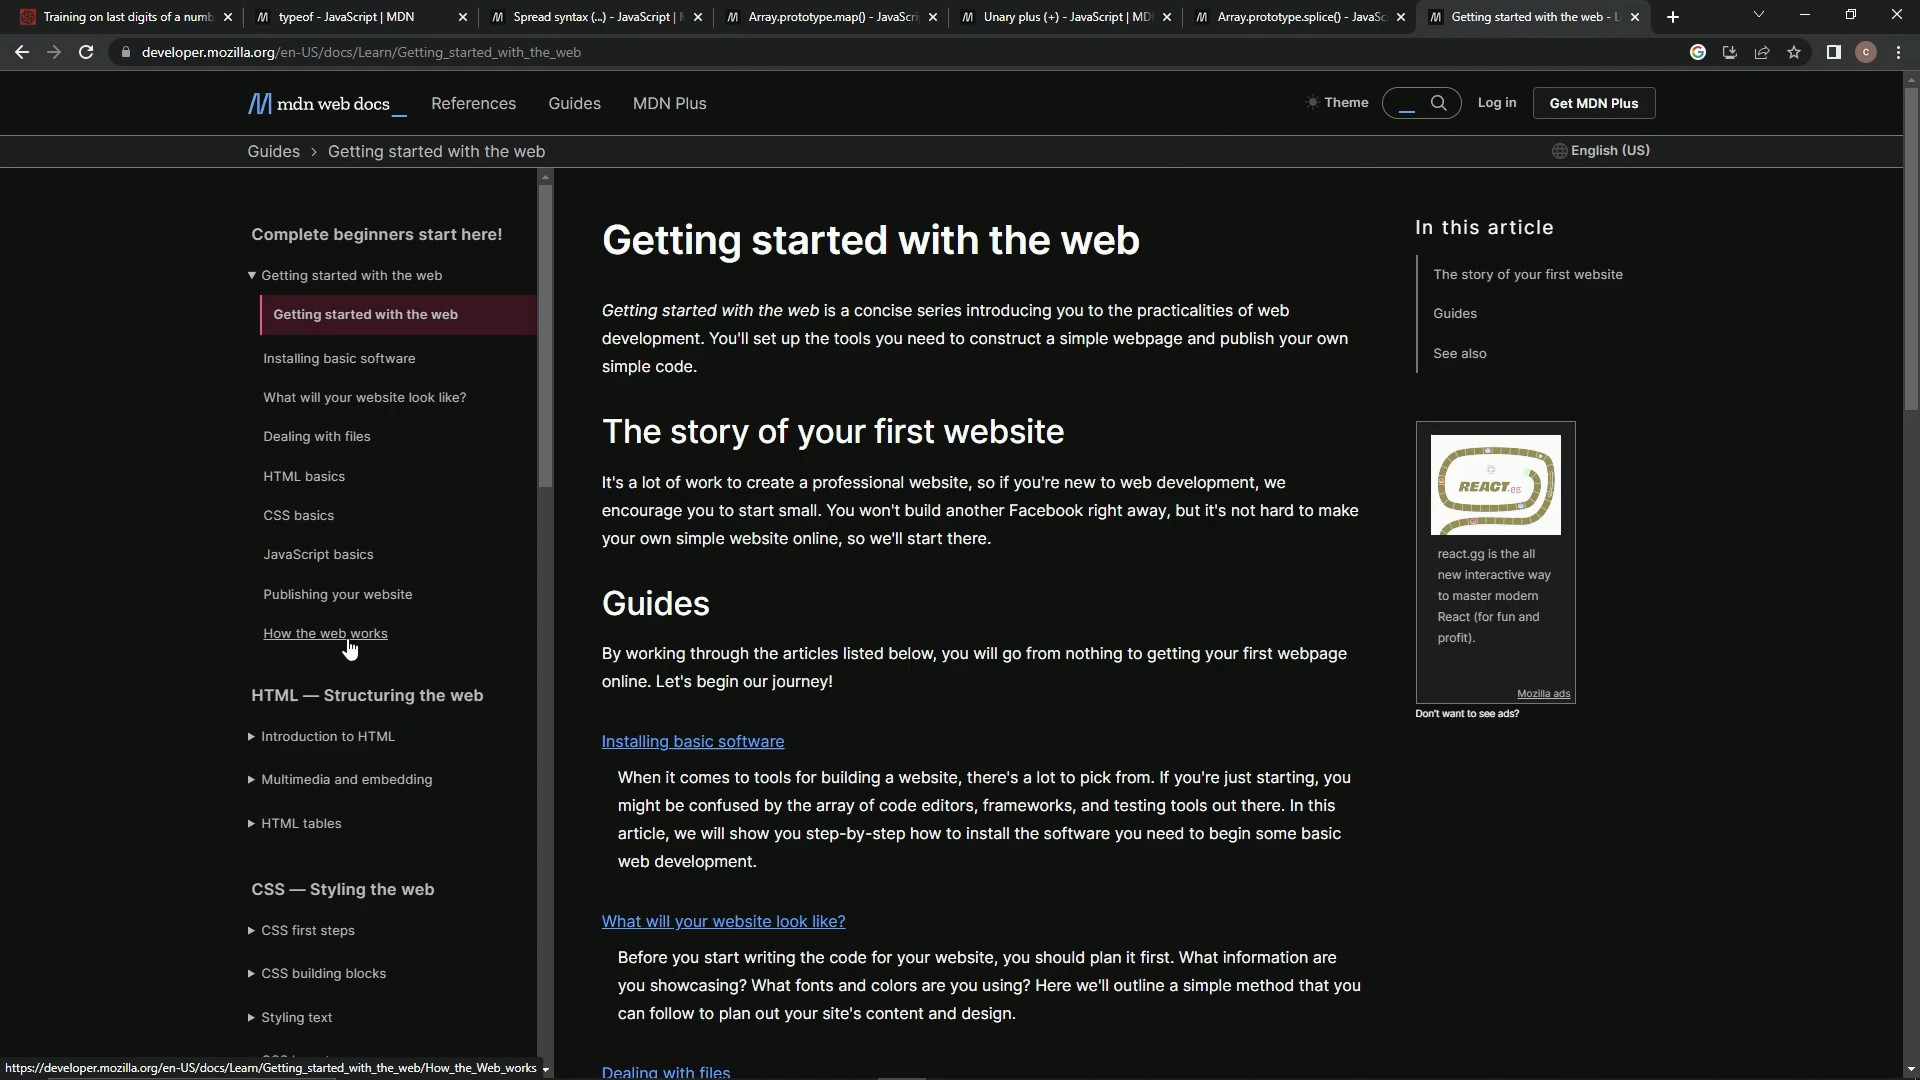 Training on last digits of a numb
typeof - JavaScript | MDN
Spread syntax (...) - JavaScript |
Array.prototype.map() - JavaScri
Unary plus (+) - JavaScript | MD
Array.prototype.splice() - JavaSc
Getting started with the web - L
developer.mozilla.org/en-US/docs/Learn/Getting_started_with_the_web
c
mdn web docs_
References
Guides
MDN Plus
Theme
Log in
Get MDN Plus
Guides
Getting started with the web
English (US)
Complete beginners start here!
Getting started with the web
Getting started with the web
Installing basic software
What will your website look like?
Dealing with files
HTML basics
CSS basics
JavaScript basics
Publishing your website
How the web works
HTML — Structuring the web
Introduction to HTML
Multimedia and embedding
HTML tables
CSS — Styling the web
CSS first steps
CSS building blocks
Styling text
https://developer.mozilla.org/en-US/docs/Learn/Getting_started_with_the_web/How_the_Web_works
Getting started with the web
Getting started with the web is a concise series introducing you to the practicalities of web
development. You'll set up the tools you need to construct a simple webpage and publish your own
simple code.
The story of your first website
It's a lot of work to create a professional website, so if you're new to web development, we
encourage you to start small. You won't build another Facebook right away, but it's not hard to make
your own simple website online, so we'll start there.
Guides
By working through the articles listed below, you will go from nothing to getting your first webpage
online. Let's begin our journey!
Installing basic software
When it comes to tools for building a website, there's a lot to pick from. If you're just starting, you
might be confused by the array of code editors, frameworks, and testing tools out there. In this
article, we will show you step-by-step how to install the software you need to begin some basic
web development.
What will your website look like?
Before you start writing the code for your website, you should plan it first. What information are
you showcasing? What fonts and colors are you using? Here we'll outline a simple method that you
can follow to plan out your site's content and design.
Dealing with files
In this article
The story of your first website
Guides
See also
REACT.gg
react.gg is the all
new interactive way
to master modern
React (for fun and
profit).
Mozilla ads
Don't want to see ads?